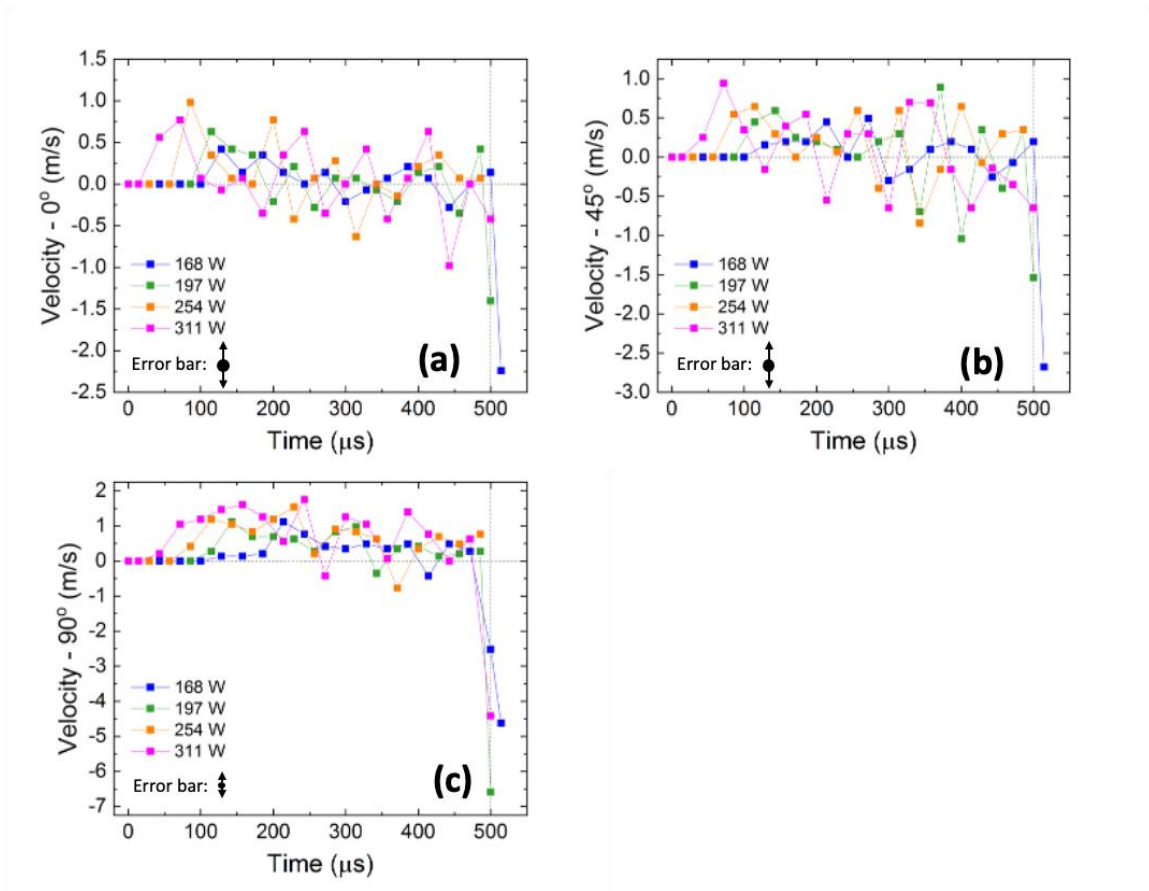 1.5
1.0
0.5
0.0
-0.5
-1.0
-1.5
-2.0
-2.5
Velocity - 0° (m/s)
168 W
197 W
254 W
311 W
Error bar:
(a)
0 100 200 300 400 500
Time (μs)
1.0
0.5
0.0
-0.5
-1.0
-1.5
-2.0
-2.5
-3.0
Velocity - 45° (m/s)
168 W
197 W
254 W
311 W
Error bar:
(b)
0 100 200 300 400 500
Time (μs)
2
1
0
-1
-2
-3
-4
-5
-6
-7
Velocity - 90° (m/s)
168 W
197 W
254 W
311 W
Error bar:
(c)
0 100 200 300 400 500
Time (μs)